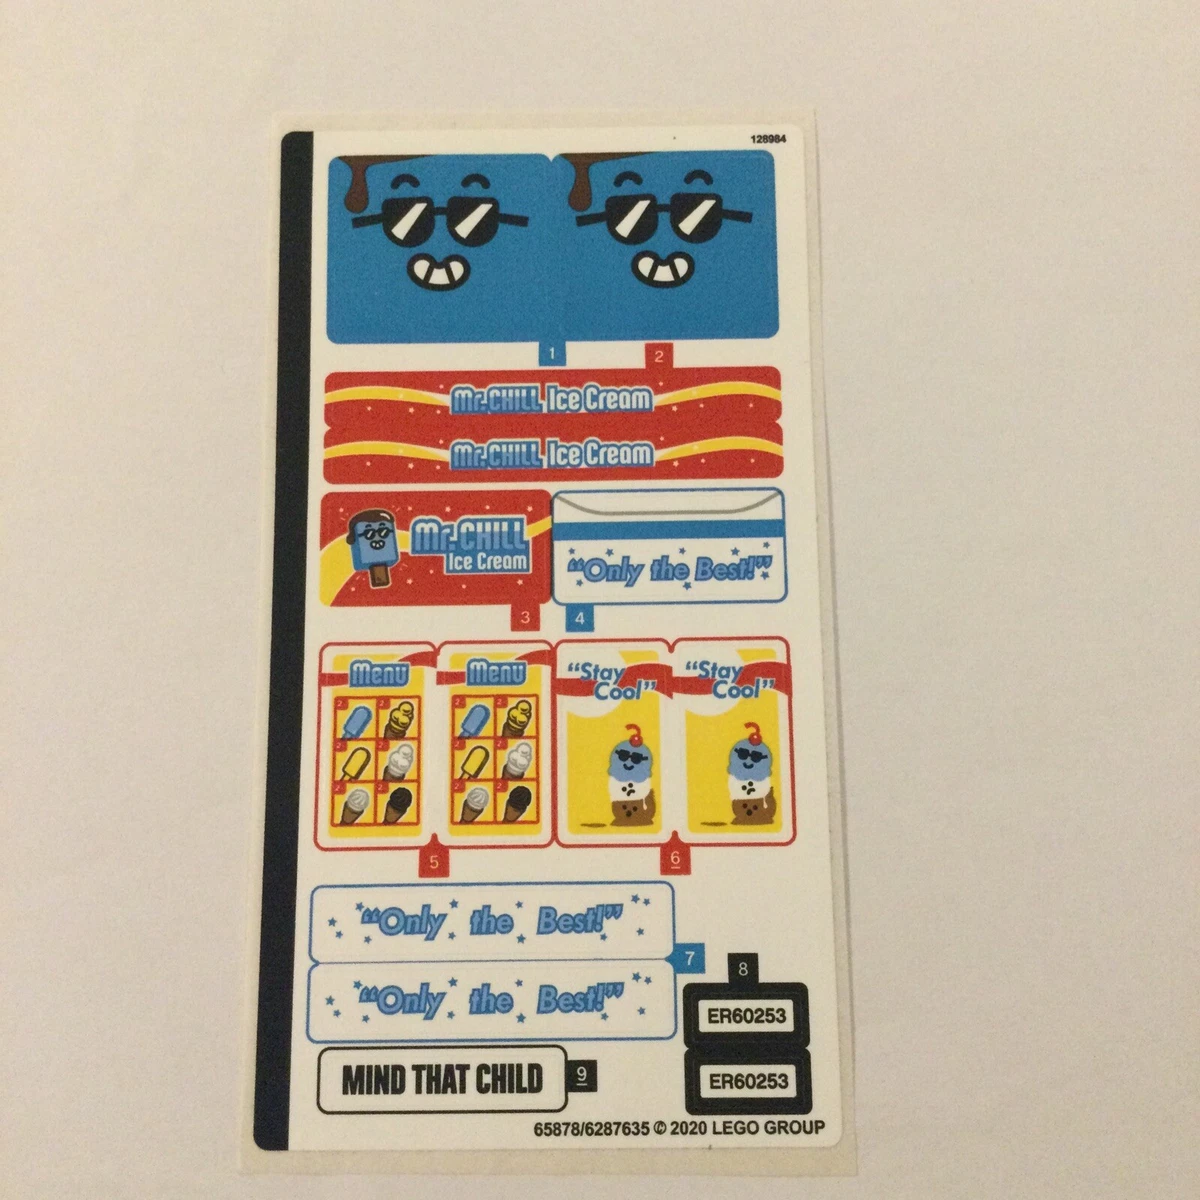 128984
1
2
Mr.CHILL Ice Cream
Mr.CHILL Ice Cream
Mr.CHILL
Ice Cream
“Only the Best!”
3
4
Menu
Menu
“Stay
Cool”
“Stay
Cool”
5
6
“Only the Best!”
“Only the Best!”
7
8
ER60253
ER60253
MIND THAT CHILD
9
65878/6287635 © 2020 LEGO GROUP